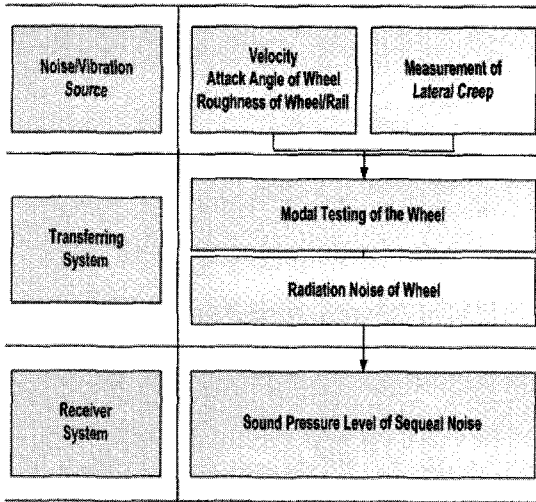 Noise/Vibration
Source
Velocity
Attack Angle of Wheel
Roughness of Wheel/Rail
Measurement of
Lateral Creep
Transferring
System
Modal Testing of the Wheel
Radiation Noise of Wheel
Receiver
System
Sound Pressure Level of Sequeal Noise